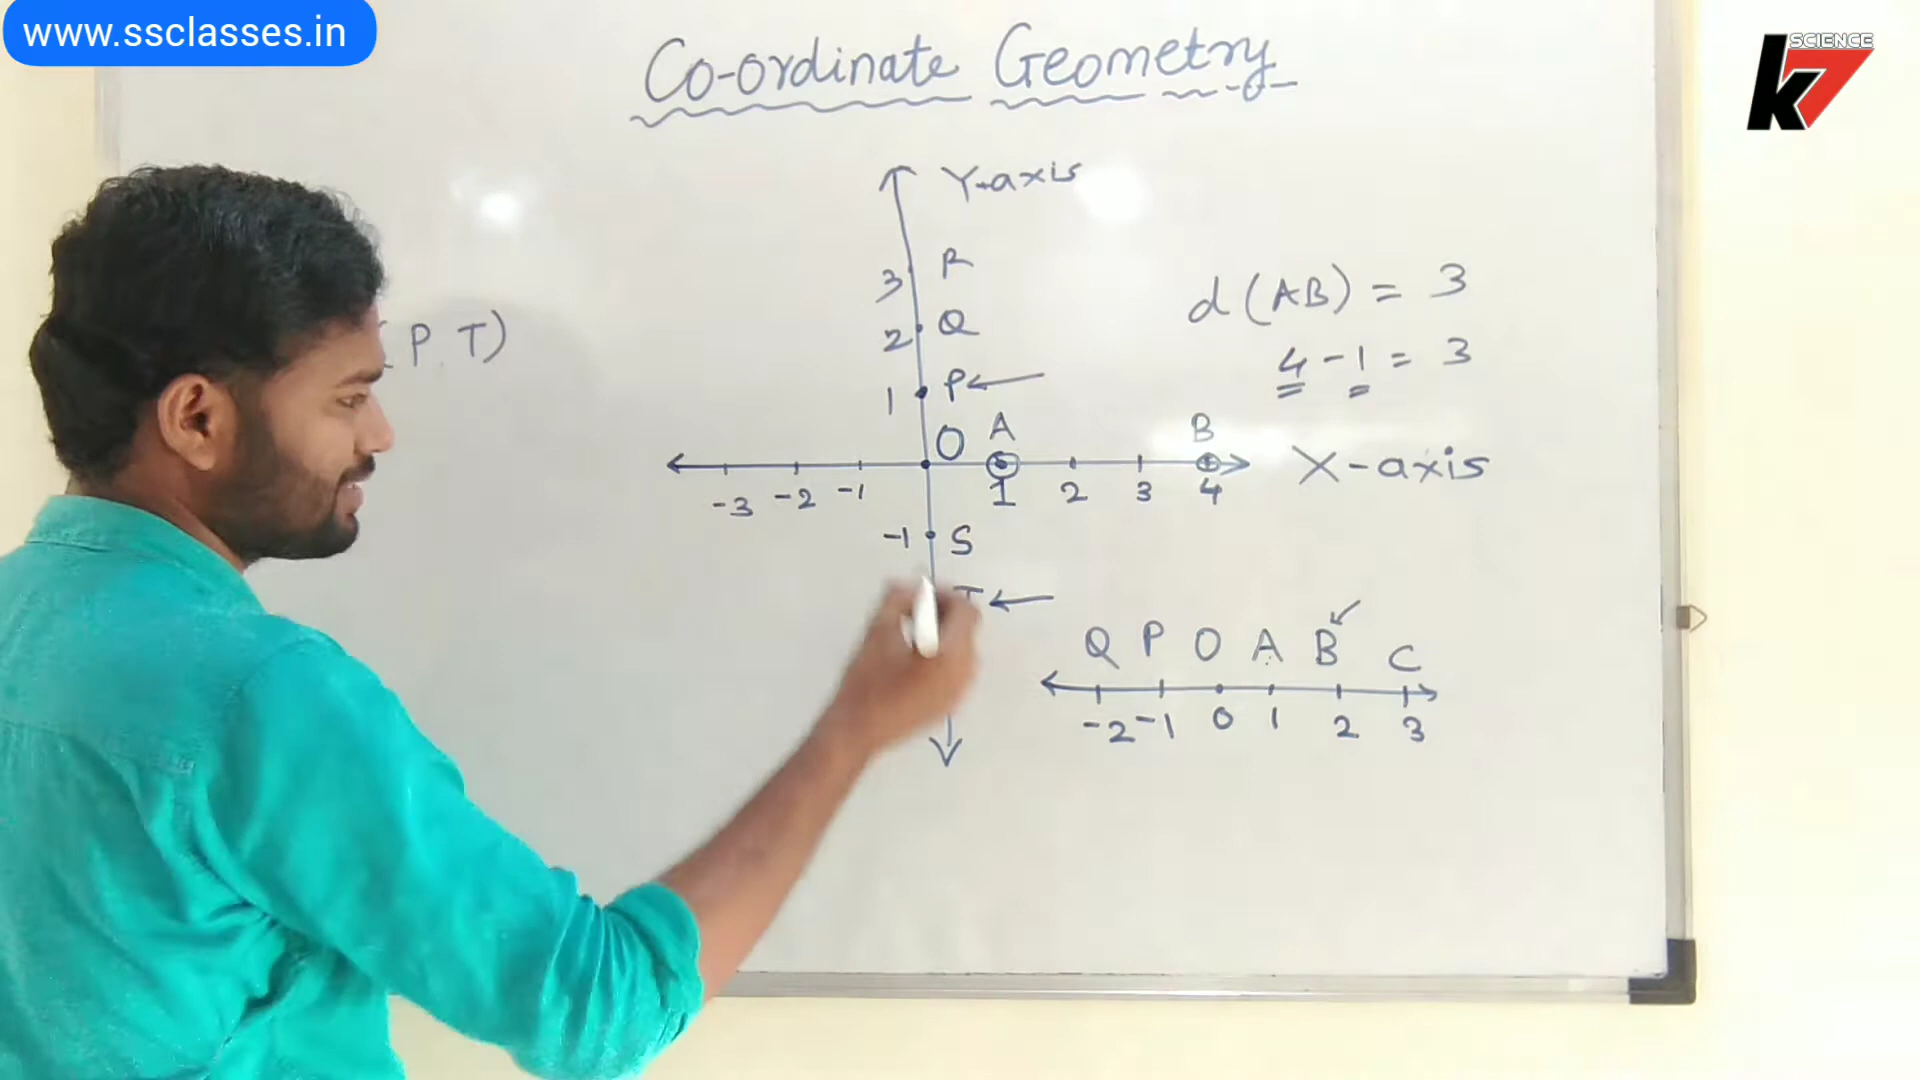 www.ssclasses.in
SCIENCE
K7
Co-ordinate Geometry
Y-axis
3 R
2 Q
1 P
(P T)
d (AB) = 3
4 - 1 = 3
O A B
X-axis
-3 -2 -1 1 2 3 4
-1 S
T
Q P O A B C
-2 -1 0 1 2 3